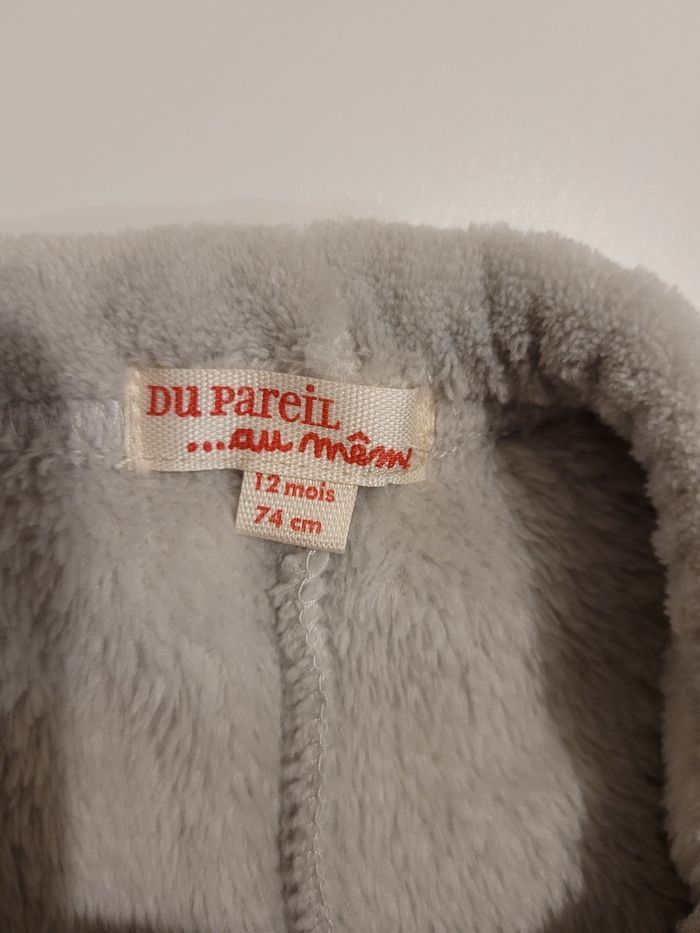 DU PAREIL
...au même
12 mois
74 cm